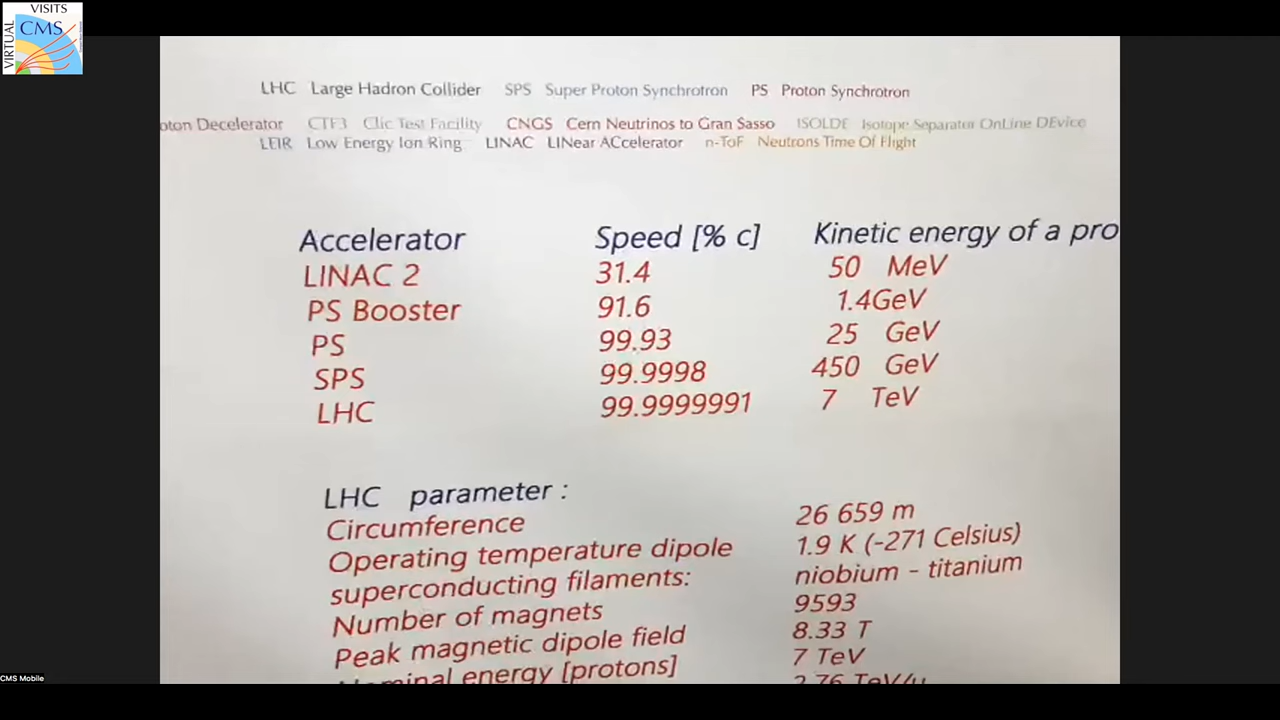 VISITS
VIRTUAL CMS
LHC Large Hadron Collider SPS Super Proton Synchrotron PS Proton Synchrotron
Decelerator CTF3 Clic Test Facility CNGS Cern Neutrinos to Gran Sasso ISOLDE Isotope Separator OnLine DEvice
LEIR Low Energy Ion Ring LINAC LINear ACcelerator n-ToF Neutrons Time Of Flight
Accelerator Speed [% c] Kinetic energy of a pro
LINAC 2 31.4 50 MeV
PS Booster 91.6 1.4GeV
PS 99.93 25 GeV
SPS 99.9998 450 GeV
LHC 99.9999991 7 TeV
LHC parameter :
Circumference 26 659 m
Operating temperature dipole 1.9 K (-271 Celsius)
superconducting filaments: niobium - titanium
Number of magnets 9593
Peak magnetic dipole field 8.33 T
energy [protons] 7 TeV
2.76 TeV/u
CMS Mobile